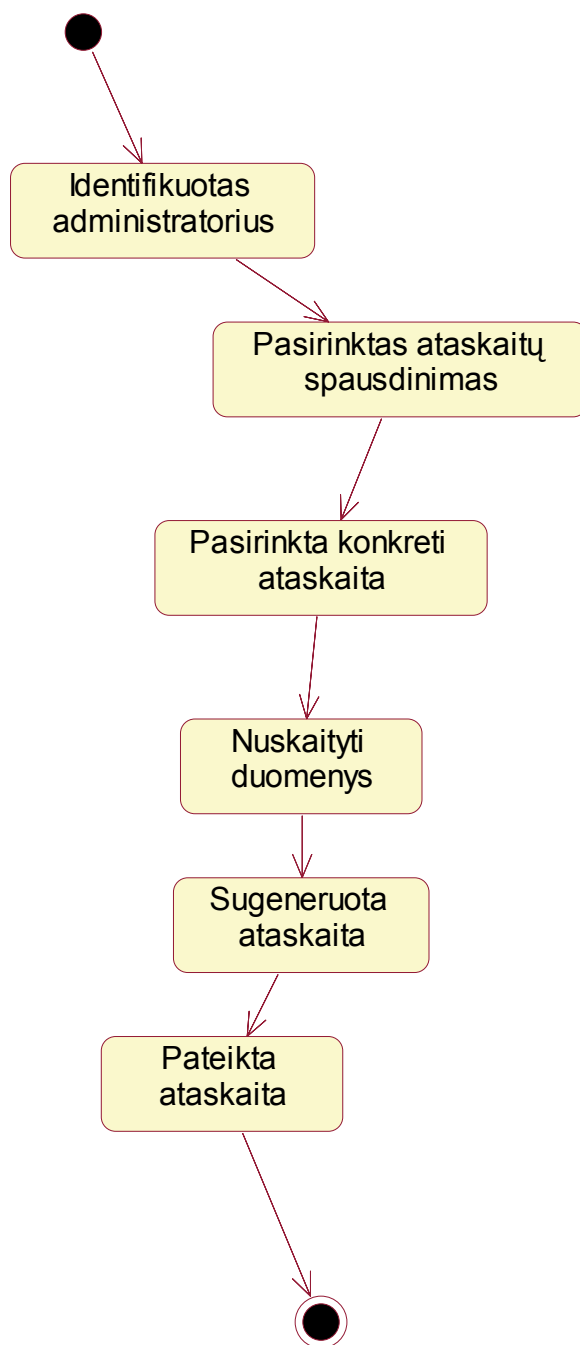 Identifikuotas
administratorius
Pasirinktas ataskaitų
spausdinimas
Pasirinkta konkreti
ataskaita
Nuskaityti
duomenys
Sugeneruota
ataskaita
Pateikta
ataskaita